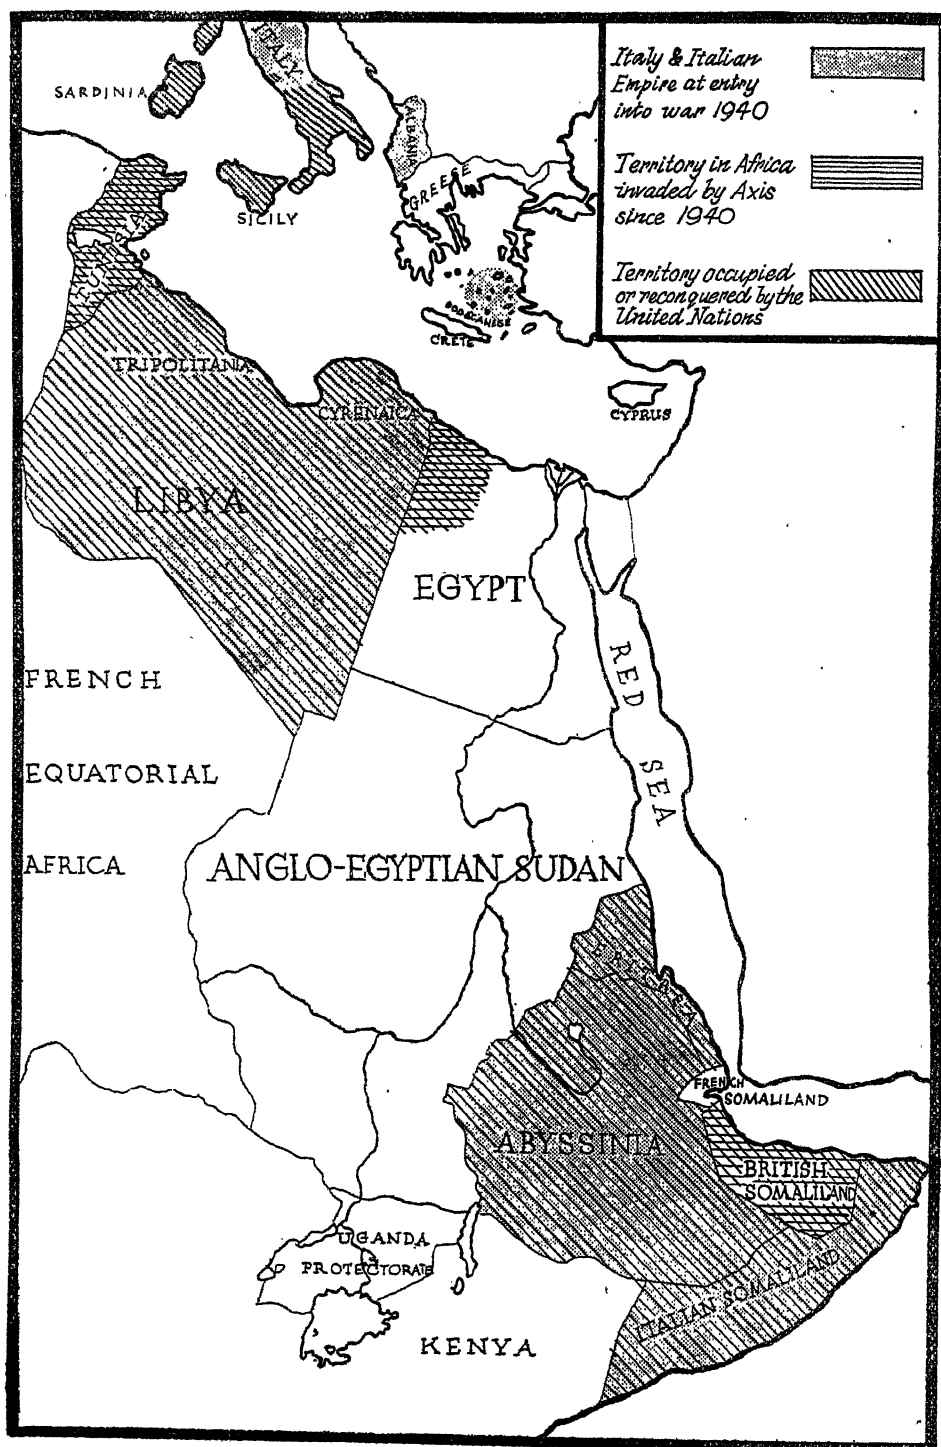 Italy & Italian
Empire at entry
into war 1940
Territory in Africa
invaded by Axis
since 1940
Territory occupied
or reconquered by the
United Nations
ITALY
SARDINIA
ALBANIA
GREESE
SICILY
DODECANESE
CRETE
CYPRUS
TRIPOLITANIA
CYRENAICA
LIBYA
EGYPT
RED
SEA
FRENCH
EQUATORIAL
AFRICA
ANGLO-EGYPTIAN SUDAN
ERITREA
FRENCH
SOMALILAND
ABYSSINIA
BRITISH
SOMALILAND
UGANDA
PROTECTORATE
ITALIAN SOMALILAND
KENYA